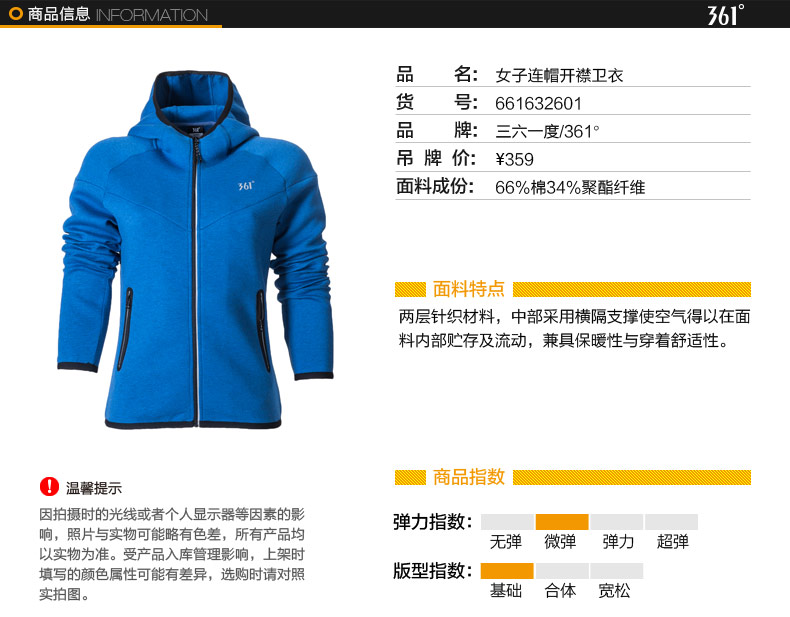 商品信息 INFORMATION
361°
品 名: 女子连帽开襟卫衣
货 号: 661632601
品 牌: 三六一度/361°
吊 牌 价: ¥359
面料成份: 66%棉34%聚酯纤维
361°
面料特点
两层针织材料，中部采用横隔支撑使空气得以在面
料内部贮存及流动，兼具保暖性与穿着舒适性。
温馨提示
因拍摄时的光线或者个人显示器等因素的影
响，照片与实物可能略有色差，所有产品均
以实物为准。受产品入库管理影响，上架时
填写的颜色属性可能有差异，选购时请对照
实拍图。
商品指数
弹力指数:
无弹 微弹 弹力 超弹
版型指数:
基础 合体 宽松